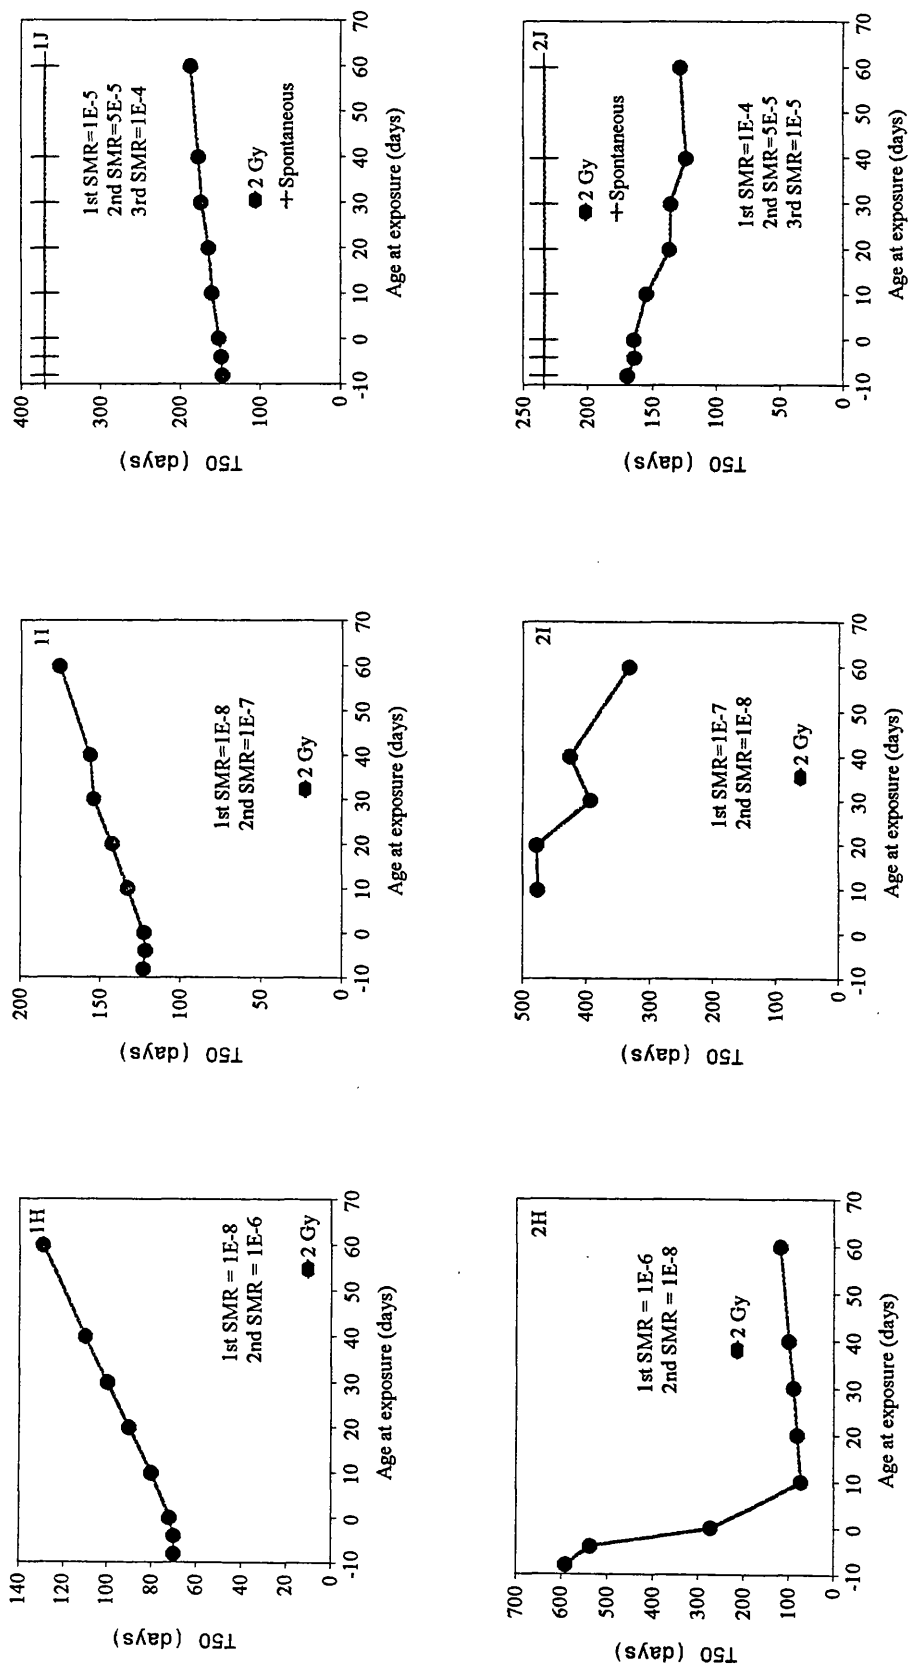 1H
1st SMR = 1E-8
2nd SMR = 1E-6
2 Gy
140
120
100
80
60
40
20
0
-10 0 10 20 30 40 50 60 70
T50 (days)
Age at exposure (days)
1I
1st SMR=1E-8
2nd SMR=1E-7
2 Gy
200
150
100
50
0
-10 0 10 20 30 40 50 60 70
T50 (days)
Age at exposure (days)
1J
1st SMR=1E-5
2nd SMR=5E-5
3rd SMR=1E-4
2 Gy
Spontaneous
400
300
200
100
0
-10 0 10 20 30 40 50 60 70
T50 (days)
Age at exposure (days)
2H
1st SMR = 1E-6
2nd SMR = 1E-8
2 Gy
700
600
500
400
300
200
100
0
-10 0 10 20 30 40 50 60 70
T50 (days)
Age at exposure (days)
2I
1st SMR=1E-7
2nd SMR=1E-8
2 Gy
500
400
300
200
100
0
-10 0 10 20 30 40 50 60 70
T50 (days)
Age at exposure (days)
2J
2 Gy
Spontaneous
1st SMR=1E-4
2nd SMR=5E-5
3rd SMR=1E-5
250
200
150
100
50
0
-10 0 10 20 30 40 50 60 70
T50 (days)
Age at exposure (days)